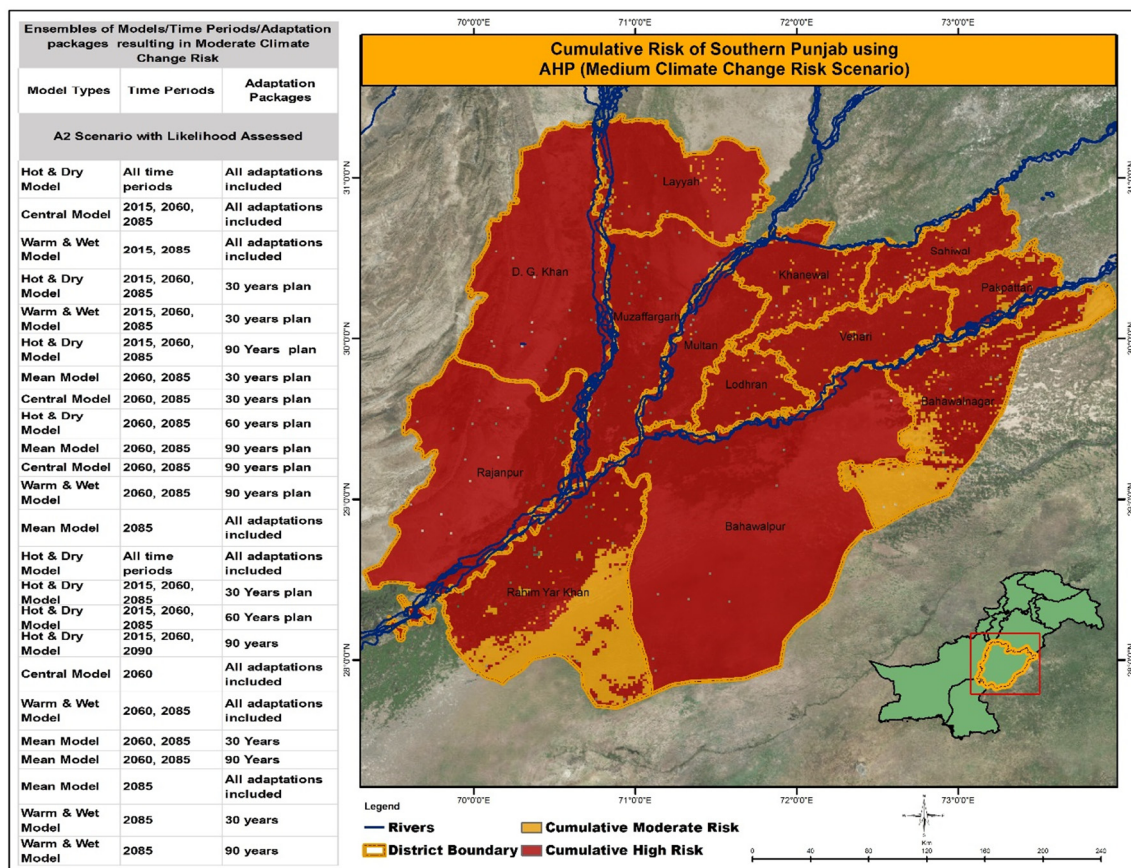 Ensembles of Models/Time Periods/Adaptation
packages resulting in Moderate Climate
Change Risk
Model Types Time Periods Adaptation
Packages
A2 Scenario with Likelihood Assessed
Hot & Dry Model All time periods All adaptations included
Central Model 2015, 2060, 2085 All adaptations included
Warm & Wet Model 2015, 2085 All adaptations included
Hot & Dry Model 2015, 2060, 2085 30 years plan
Warm & Wet Model 2015, 2060, 2085 30 years plan
Hot & Dry Model 2015, 2060, 2085 90 Years plan
Mean Model 2060, 2085 30 years plan
Central Model 2060, 2085 30 years plan
Hot & Dry Model 2060, 2085 60 years plan
Mean Model 2060, 2085 90 years plan
Central Model 2060, 2085 90 years plan
Warm & Wet Model 2060, 2085 90 years plan
Mean Model 2085 All adaptations included
Hot & Dry Model All time periods All adaptations included
Hot & Dry Model 2015, 2060, 2085 30 Years plan
Hot & Dry Model 2015, 2060, 2085 60 Years plan
Hot & Dry Model 2015, 2060, 2090 90 years
Central Model 2060 All adaptations included
Warm & Wet Model 2060, 2085 All adaptations included
Mean Model 2060, 2085 30 Years
Mean Model 2060, 2085 90 Years
Mean Model 2085 All adaptations included
Warm & Wet Model 2085 30 years
Warm & Wet Model 2085 90 years
70°0'0"E 71°0'0"E 72°0'0"E 73°0'0"E
Cumulative Risk of Southern Punjab using
AHP (Medium Climate Change Risk Scenario)
31°0'0"N 31°0'0"N
30°0'0"N 30°0'0"N
29°0'0"N 29°0'0"N
28°0'0"N 28°0'0"N
Layyah
D. G. Khan
Khanewal
Sahiwal
Pakpattan
Muzaffargarh
Multan
Vehari
Lodhran
Bahawalnagar
Rajanpur
Bahawalpur
Rahim Yar Khan
70°0'0"E 71°0'0"E 72°0'0"E 73°0'0"E
Legend
Rivers
Cumulative Moderate Risk
District Boundary
Cumulative High Risk
Km
0 60 120 180 240